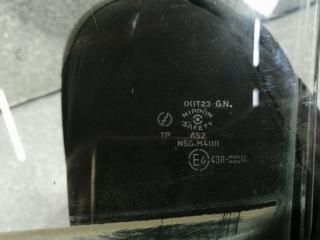 DOT23 G.N.
NIPPON
SAFETY
TP AS2
NSG-M408
E6 43R-00014